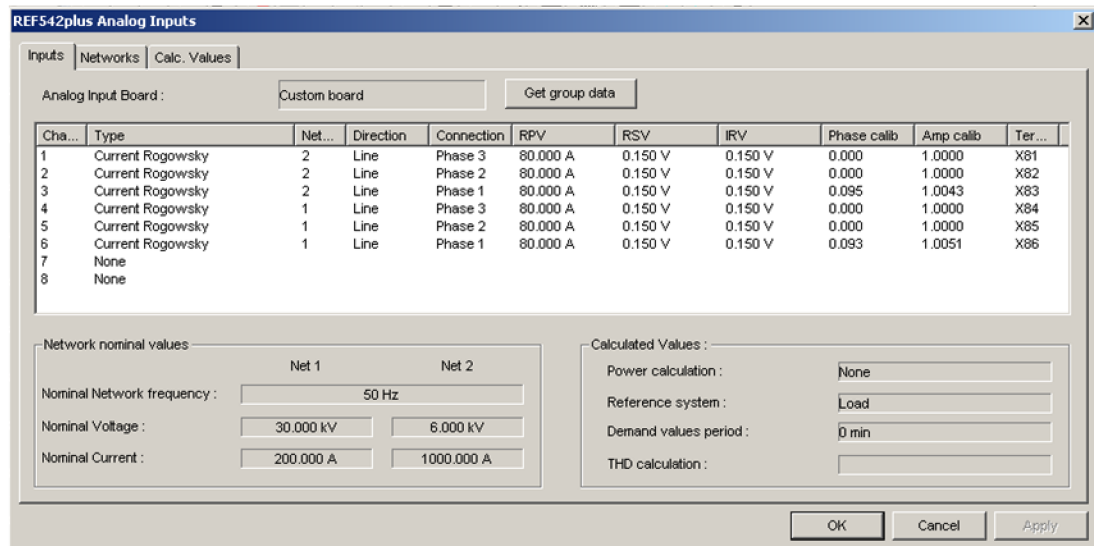 REF542plus Analog Inputs
Inputs Networks Calc. Values
Analog Input Board : Custom board Get group data
Cha... Type Net... Direction Connection RPV RSV IRV Phase calib Amp calib Ter...
1 Current Rogowsky 2 Line Phase 3 80.000 A 0.150 V 0.150 V 0.000 1.0000 X81
2 Current Rogowsky 2 Line Phase 2 80.000 A 0.150 V 0.150 V 0.000 1.0000 X82
3 Current Rogowsky 2 Line Phase 1 80.000 A 0.150 V 0.150 V 0.095 1.0043 X83
4 Current Rogowsky 1 Line Phase 3 80.000 A 0.150 V 0.150 V 0.000 1.0000 X84
5 Current Rogowsky 1 Line Phase 2 80.000 A 0.150 V 0.150 V 0.000 1.0000 X85
6 Current Rogowsky 1 Line Phase 1 80.000 A 0.150 V 0.150 V 0.093 1.0051 X86
7 None
8 None
Network nominal values
Net 1 Net 2
Nominal Network frequency : 50 Hz
Nominal Voltage : 30.000 kV 6.000 kV
Nominal Current : 200.000 A 1000.000 A
Calculated Values :
Power calculation : None
Reference system : Load
Demand values period : 0 min
THD calculation :
OK Cancel Apply